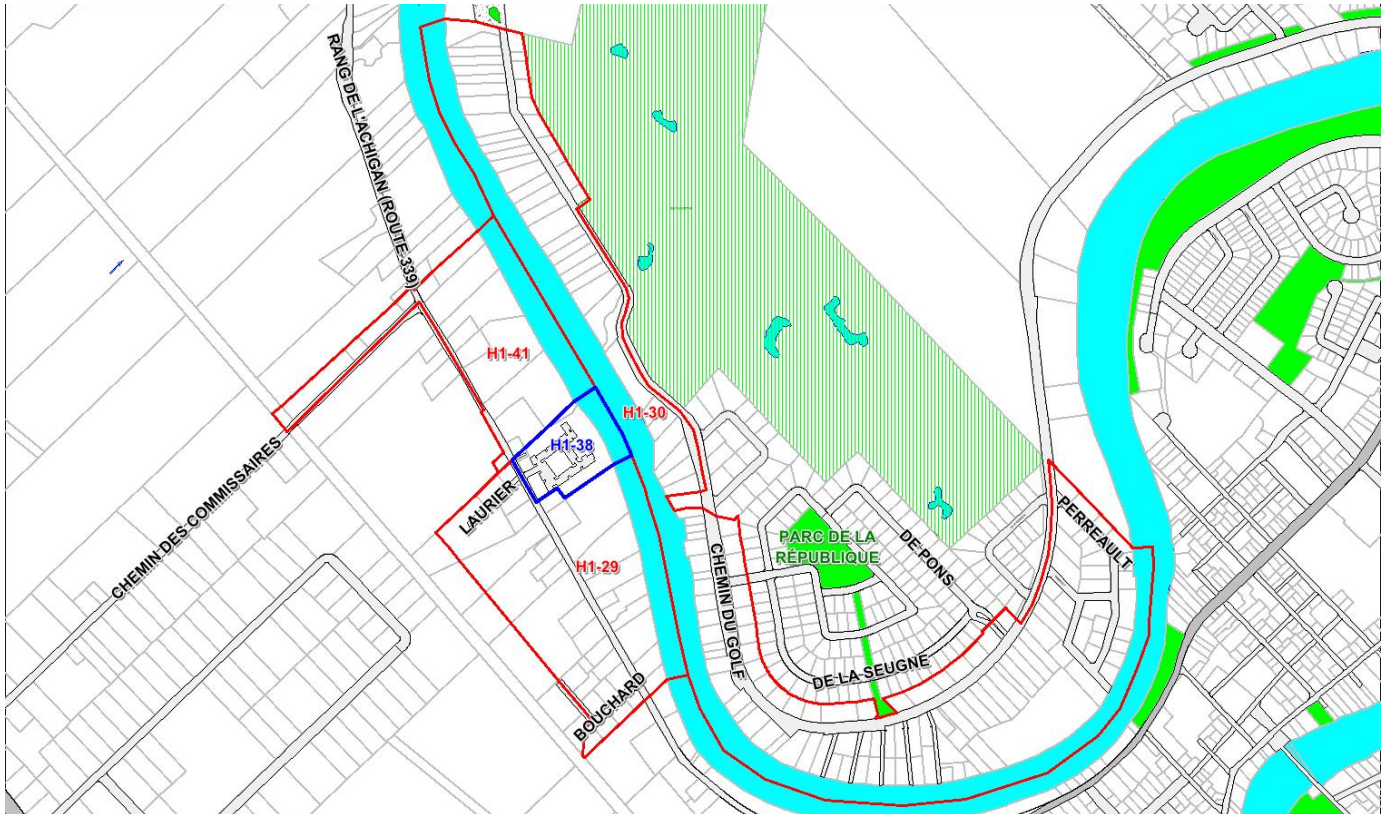 RANG DE L'ACHIGAN (ROUTE 339)
H1-41
H1-30
H1-38
CHEMIN DES COMMISSAIRES
LAURIER
PERREAULT
PARC DE LA
RÉPUBLIQUE
DE PONS
H1-29
CHEMIN DU GOLF
DE LA SEUGNE
BOUCHARD